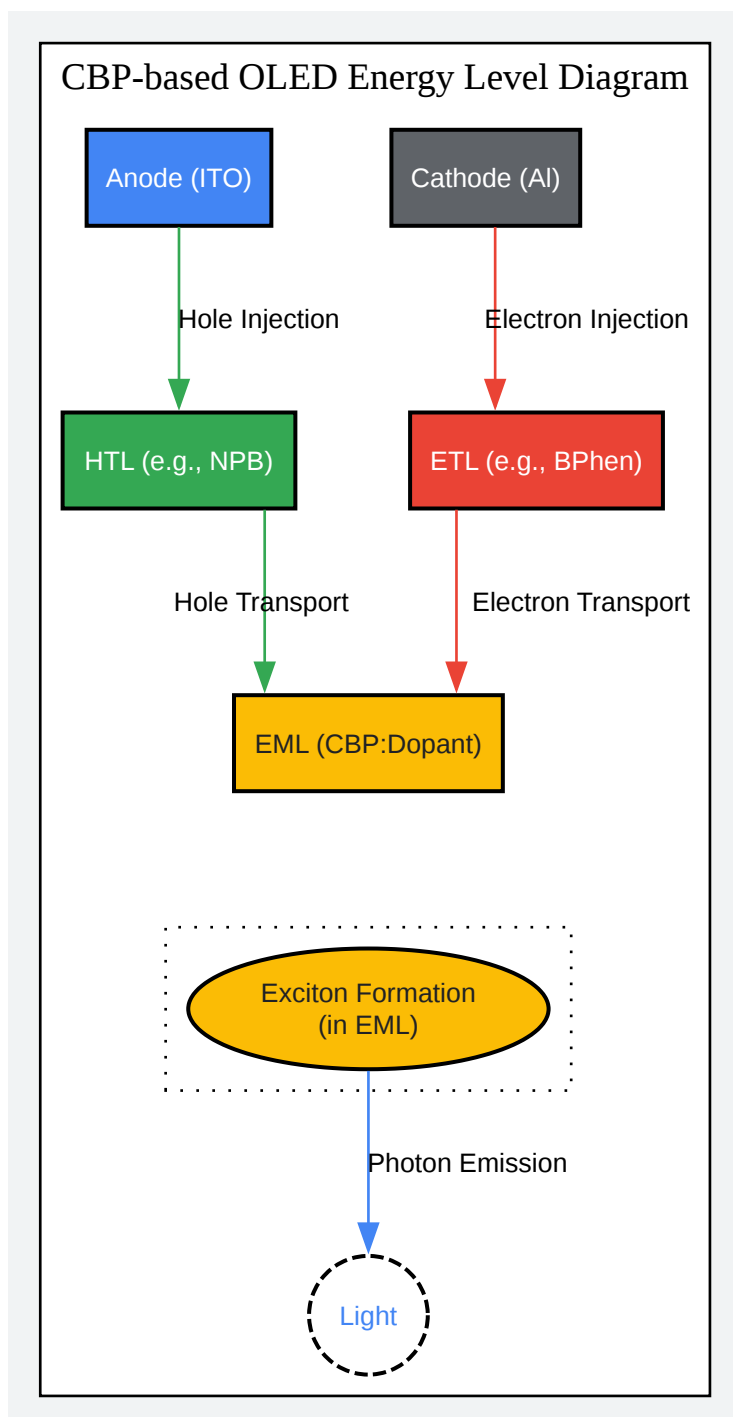 CBP-based OLED Energy Level Diagram
Anode (ITO)
Cathode (Al)
Hole Injection
Electron Injection
HTL (e.g., NPB)
ETL (e.g., BPhen)
Hole Transport
Electron Transport
EML (CBP:Dopant)
Exciton Formation
(in EML)
Photon Emission
Light